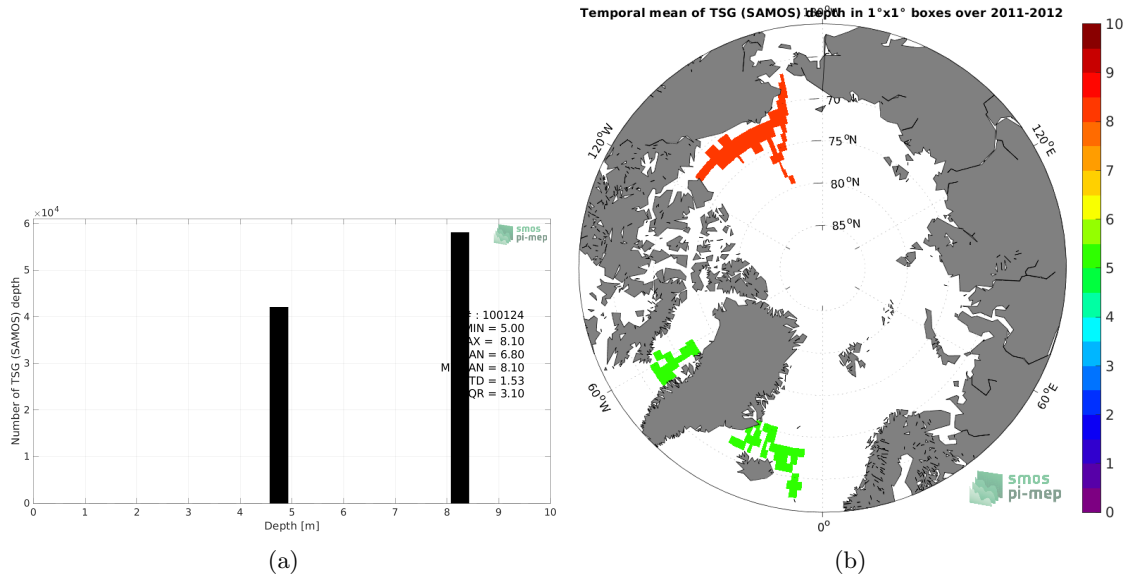 Temporal mean of TSG (SAMOS) depth in 1°x1° boxes over 2011-2012
70°N
75°N
80°N
85°N
120°W
120°E
60°W
60°E
0°
10
9
8
7
6
5
4
3
2
1
0
smos
pi-mep
×10⁴
6
5
4
3
2
1
0
Number of TSG (SAMOS) depth
smos
pi-mep
: 100124
MIN = 5.00
AX = 8.10
AN = 6.80
M AN = 8.10
TD = 1.53
QR = 3.10
0 1 2 3 4 5 6 7 8 9 10
Depth [m]
(a)
(b)